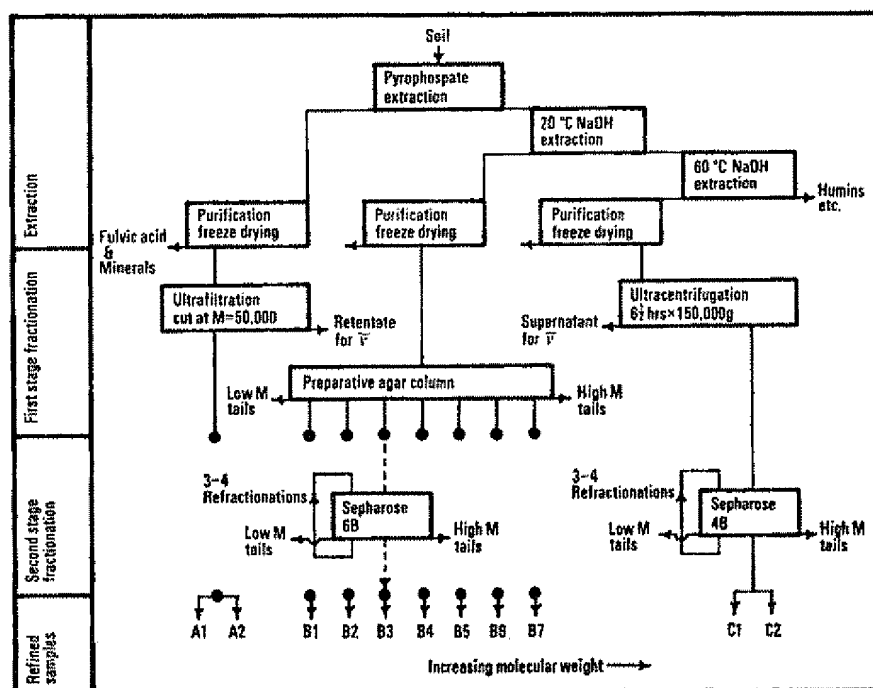 Soil
Pyrophospate
extraction
20 °C NaOH
extraction
60 °C NaOH
extraction
Humins
etc.
Extraction
Purification
freeze drying
Purification
freeze drying
Purification
freeze drying
Fulvic acid
&
Minerals
First stage fractionation
Ultrafiltration
cut at M=50,000
Retentate
for v̅
Ultracentrifugation
6½ hrs×150,000g
Supernatant
for v̅
Preparative agar column
Low M
tails
High M
tails
Second stage
fractionation
3–4
Refractionations
Sepharose
6B
Low M
tails
High M
tails
3–4
Refractionations
Sepharose
4B
Low M
tails
High M
tails
Refined
samples
A1 A2 B1 B2 B3 B4 B5 B6 B7 C1 C2
Increasing molecular weight